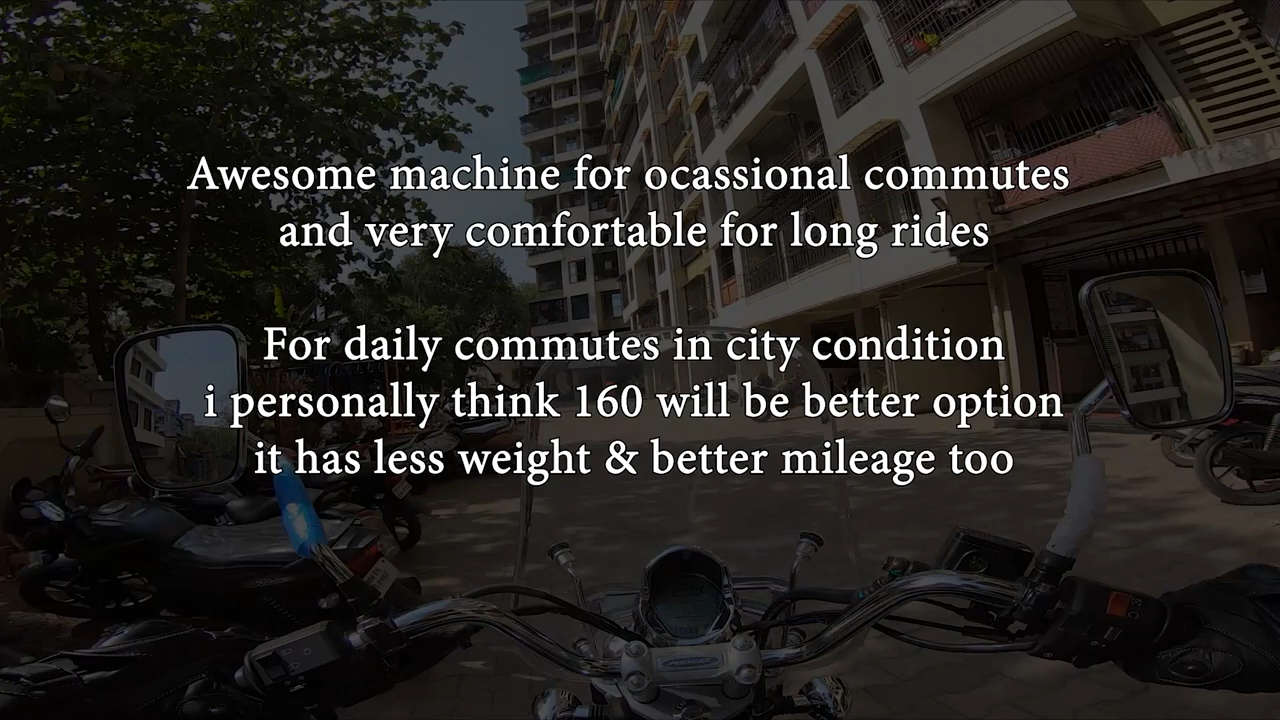 Awesome machine for ocassional commutes
and very comfortable for long rides
For daily commutes in city condition
i personally think 160 will be better option
it has less weight & better mileage too